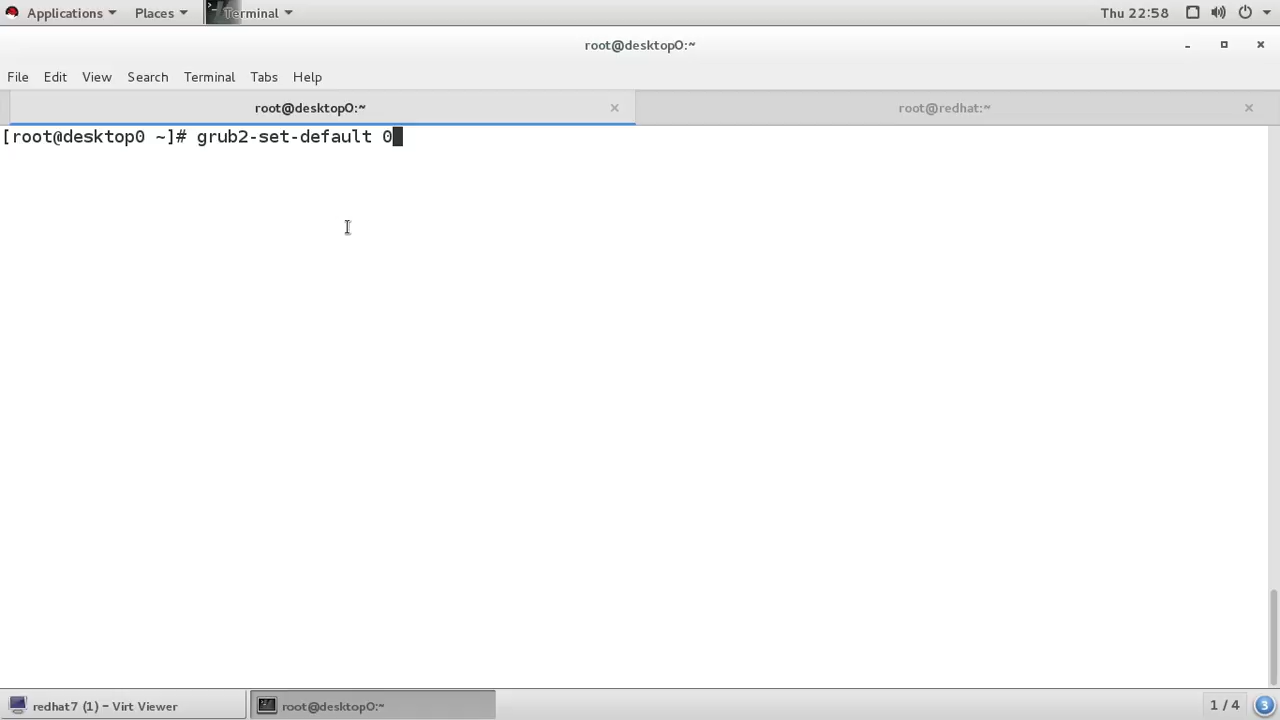 Applications Places Terminal Thu 22:58
root@desktop0:~
File Edit View Search Terminal Tabs Help
root@desktop0:~ root@redhat:~
[root@desktop0 ~]# grub2-set-default 0
redhat7 (1) – Virt Viewer root@desktop0:~ 1 / 4 3